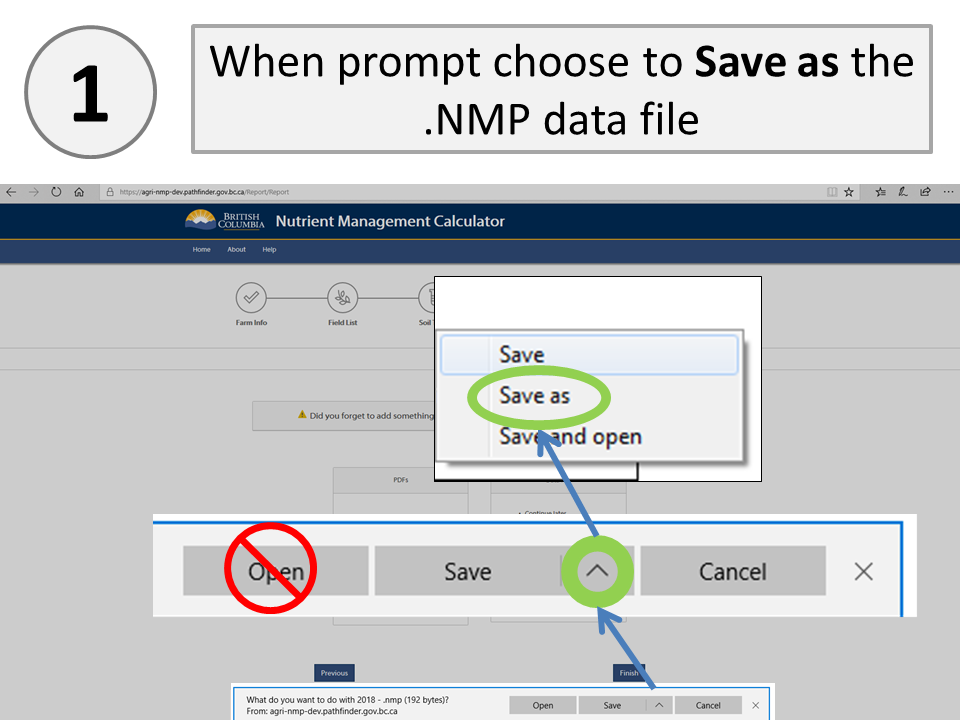 1
When prompt choose to Save as the
.NMP data file
https://agri-nmp-dev.pathfinder.gov.bc.ca/Report/Report
BRITISH
COLUMBIA
Nutrient Management Calculator
Home About Help
Farm Info Field List Soil
Save
Save as
Save and open
Did you forget to add something
PDFs
Continue later
Open Save Cancel
Previous Finish
What do you want to do with 2018 - .nmp (192 bytes)?
From: agri-nmp-dev.pathfinder.gov.bc.ca
Open Save Cancel